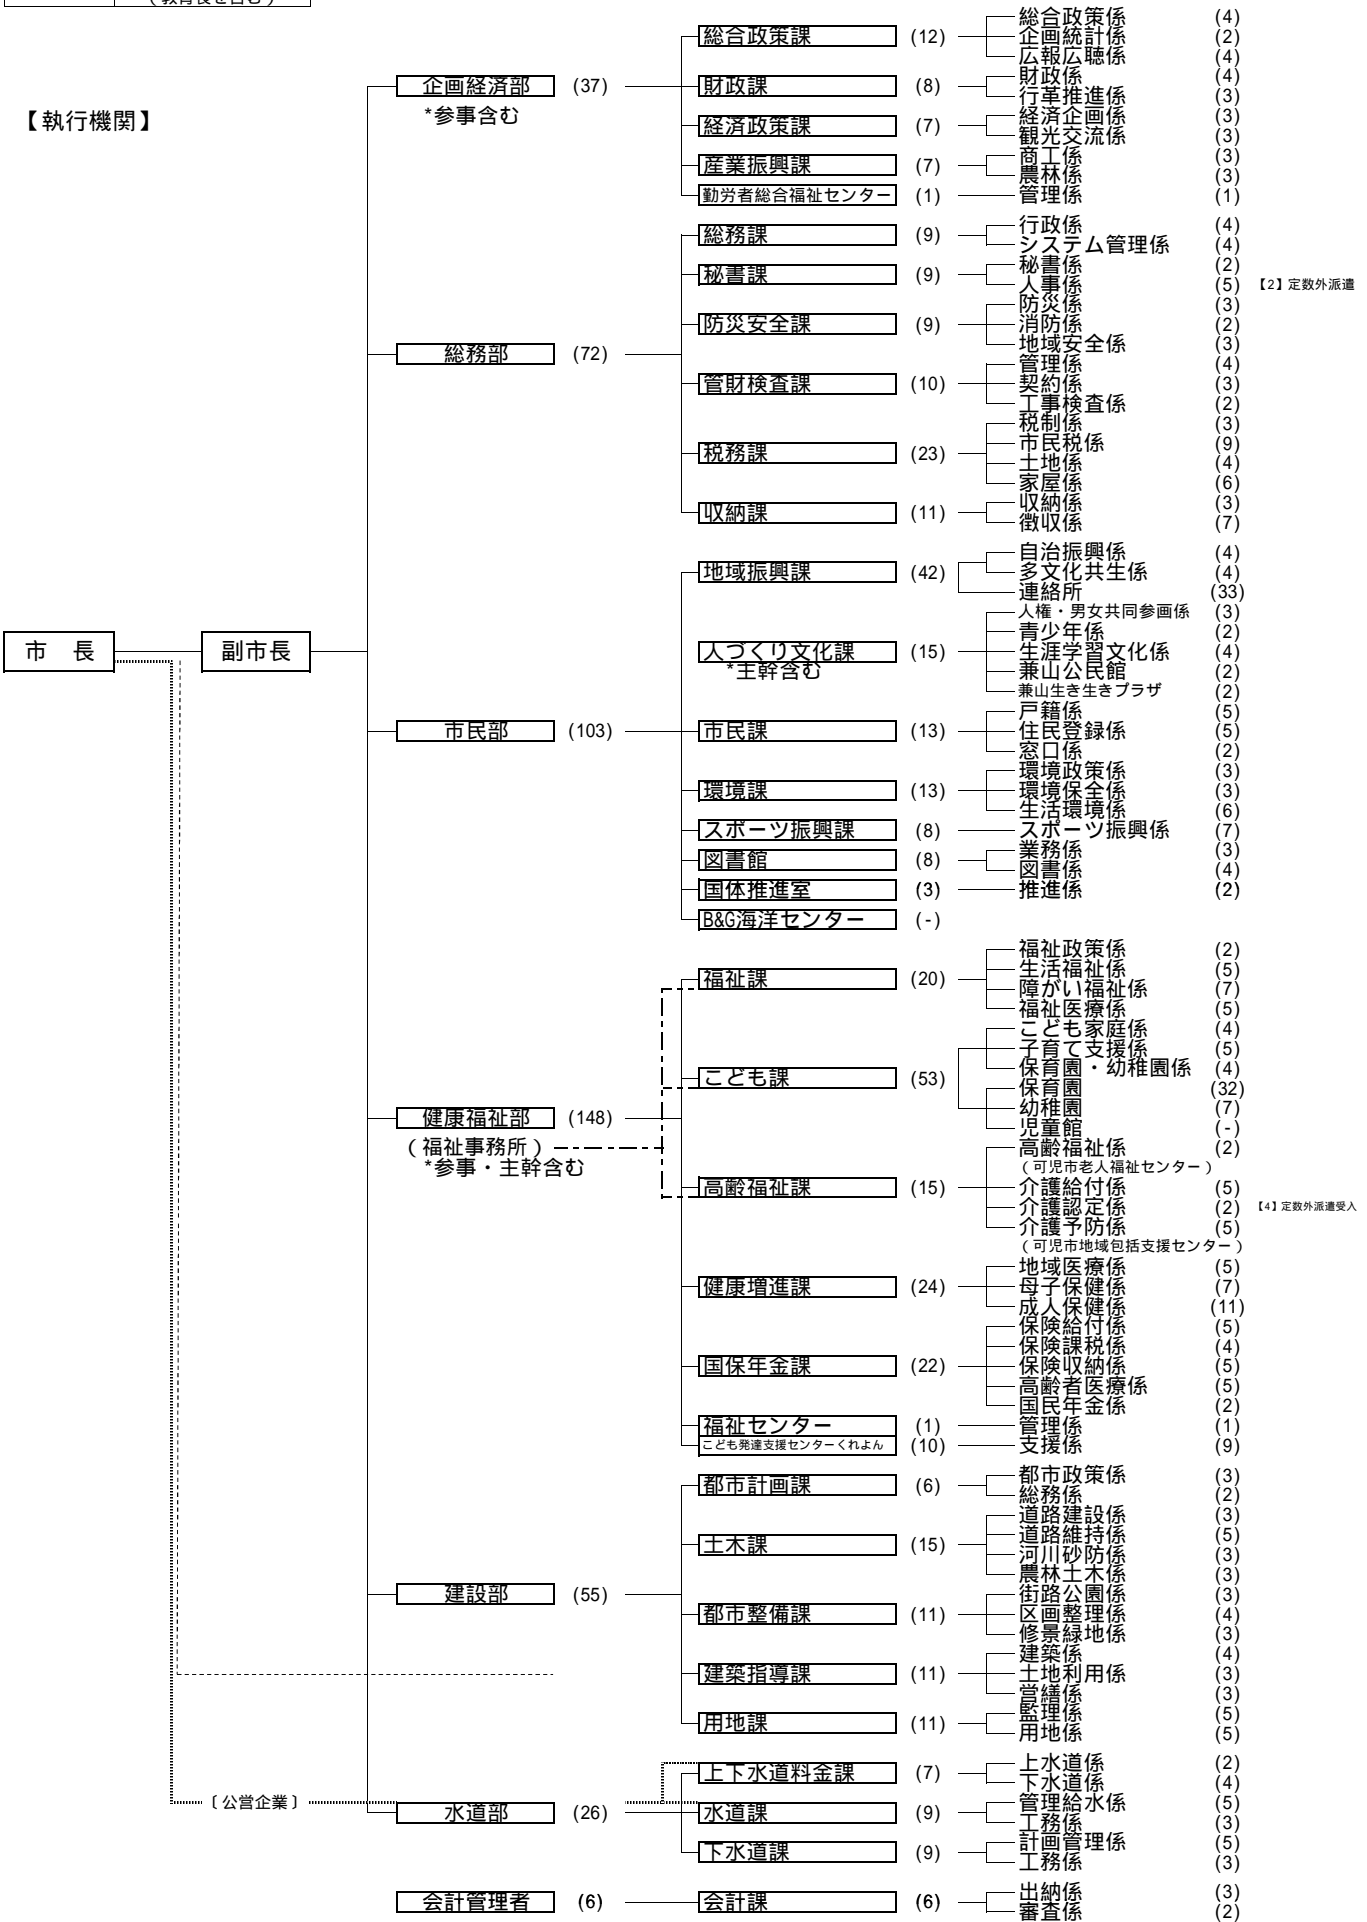 (教育長を含む)
総合政策係 (4)
総合政策課 (12) 企画統計係 (2)
広報広聴係 (4)
財政係 (4)
企画経済部 (37) 財政課 (8)
行革推進係 (3)
*参事含む
【執行機関】
経済企画係 (3)
経済政策課 (7)
観光交流係 (3)
商工係 (3)
産業振興課 (7)
農林係 (3)
勤労者総合福祉センター (1) 管理係 (1)
行政係 (4)
総務課 (9)
システム管理係 (4)
秘書係 (2)
秘書課 (9)
人事係 (5) 【2】定数外派遣
防災係 (3)
防災安全課 (9) 消防係 (2)
地域安全係 (3)
総務部 (72)
管理係 (4)
管財検査課 (10) 契約係 (3)
工事検査係 (2)
税制係 (3)
市民税係 (9)
税務課 (23)
土地係 (4)
家屋係 (6)
収納係 (3)
収納課 (11)
徴収係 (7)
自治振興係 (4)
地域振興課 (42) 多文化共生係 (4)
連絡所 (33)
人権・男女共同参画係 (3)
青少年係 (2)
市 長 副市長 人づくり文化課 (15) 生涯学習文化係 (4)
*主幹含む 兼山公民館 (2)
兼山生き生きプラザ (2)
戸籍係 (5)
市民部 (103) 市民課 (13) 住民登録係 (5)
窓口係 (2)
環境政策係 (3)
環境課 (13) 環境保全係 (3)
生活環境係 (6)
スポーツ振興課 (8) スポーツ振興係 (7)
業務係 (3)
図書館 (8)
図書係 (4)
国体推進室 (3) 推進係 (2)
B&G海洋センター (-)
福祉政策係 (2)
生活福祉係 (5)
福祉課 (20)
障がい福祉係 (7)
福祉医療係 (5)
こども家庭係 (4)
子育て支援係 (5)
保育園・幼稚園係 (4)
こども課 (53)
保育園 (32)
幼稚園 (7)
児童館 (-)
健康福祉部 (148)
(福祉事務所)
*参事・主幹含む
高齢福祉係 (2)
(可児市老人福祉センター)
高齢福祉課 (15) 介護給付係 (5)
介護認定係 (2) 【4】定数外派遣受入
介護予防係 (5)
(可児市地域包括支援センター)
地域医療係 (5)
健康増進課 (24) 母子保健係 (7)
成人保健係 (11)
保険給付係 (5)
保険課税係 (4)
国保年金課 (22) 保険収納係 (5)
高齢者医療係 (5)
国民年金係 (2)
福祉センター (1) 管理係 (1)
こども発達支援センターくれよん (10) 支援係 (9)
都市政策係 (3)
都市計画課 (6)
総務係 (2)
道路建設係 (3)
道路維持係 (5)
土木課 (15)
河川砂防係 (3)
農林土木係 (3)
建設部 (55)
街路公園係 (3)
都市整備課 (11) 区画整理係 (4)
修景緑地係 (3)
建築係 (4)
建築指導課 (11) 土地利用係 (3)
営繕係 (3)
監理係 (5)
用地課 (11)
用地係 (5)
上水道係 (2)
上下水道料金課 (7)
下水道係 (4)
〔公営企業〕
管理給水係 (5)
水道部 (26) 水道課 (9)
工務係 (3)
計画管理係 (5)
下水道課 (9)
工務係 (3)
出納係 (3)
会計管理者 (6) 会計課 (6)
審査係 (2)